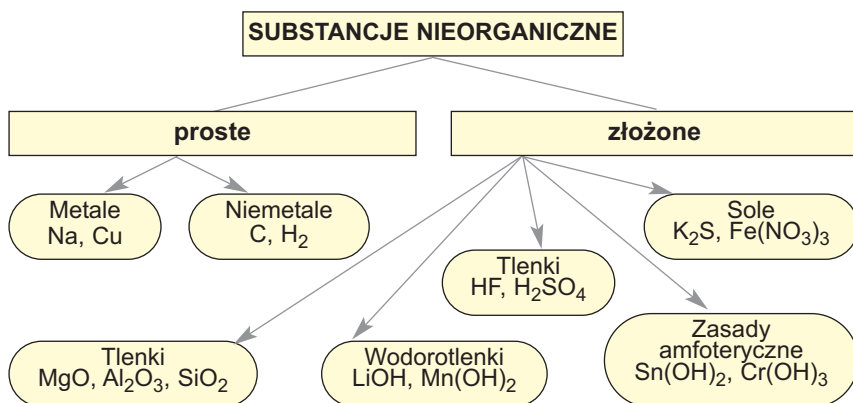 SUBSTANCJE NIEORGANICZNE
proste
złożone
Metale
Na, Cu
Niemetale
C, H₂
Sole
K₂S, Fe(NO₃)₃
Tlenki
HF, H₂SO₄
Tlenki
MgO, Al₂O₃, SiO₂
Wodorotlenki
LiOH, Mn(OH)₂
Zasady
amfoteryczne
Sn(OH)₂, Cr(OH)₃